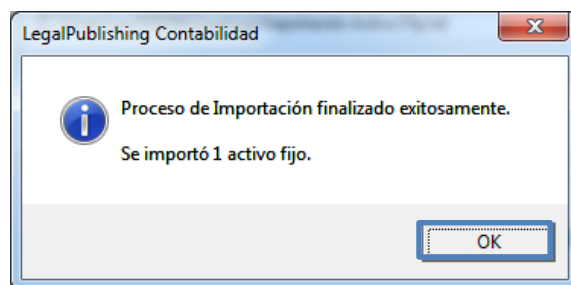 LegalPublishing Contabilidad
Proceso de Importación finalizado exitosamente.
Se importó 1 activo fijo.
OK